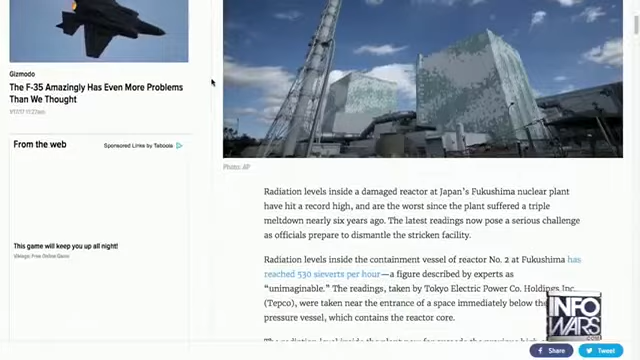 Gizmodo
The F-35 Amazingly Has Even More Problems
Than We Thought
From the web
Sponsored Links by Taboola
This game will keep you up all night!
Vikings: Free Online Game
Photo: AP
Radiation levels inside a damaged reactor at Japan's Fukushima nuclear plant
have hit a record high, and are the worst since the plant suffered a triple
meltdown nearly six years ago. The latest readings now pose a serious challenge
as officials prepare to dismantle the stricken facility.
Radiation levels inside the containment vessel of reactor No. 2 at Fukushima has
reached 530 sieverts per hour—a figure described by experts as
"unimaginable." The readings, taken by Tokyo Electric Power Co. Holdings Inc.
(Tepco), were taken near the entrance of a space immediately below the
pressure vessel, which contains the reactor core.
INFO
WARS
.com
Share
Tweet